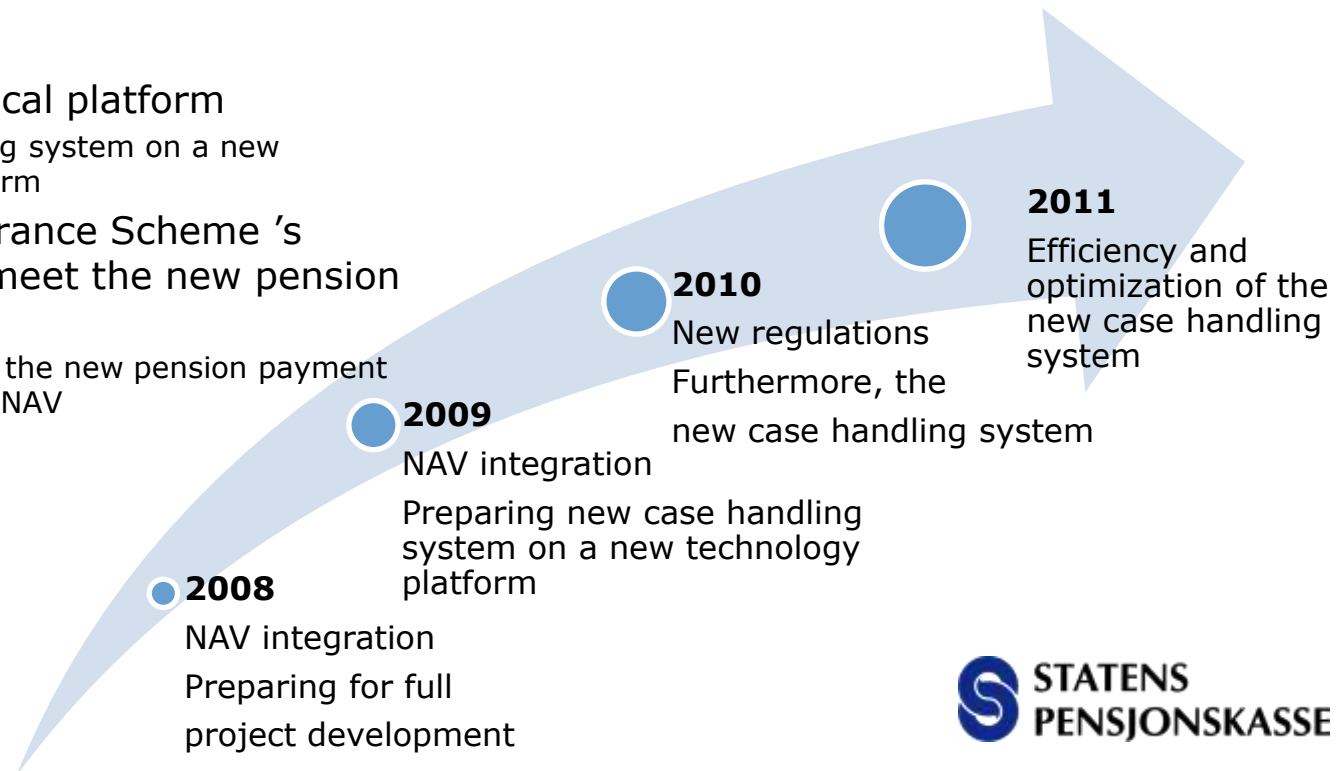 cal platform
g system on a new
rm
rance Scheme ’s
meet the new pension
the new pension payment
NAV
2008
NAV integration
Preparing for full
project development
2009
NAV integration
Preparing new case handling
system on a new technology
platform
2010
New regulations
Furthermore, the
new case handling system
2011
Efficiency and
optimization of the
new case handling
system
STATENS
PENSJONSKASSE